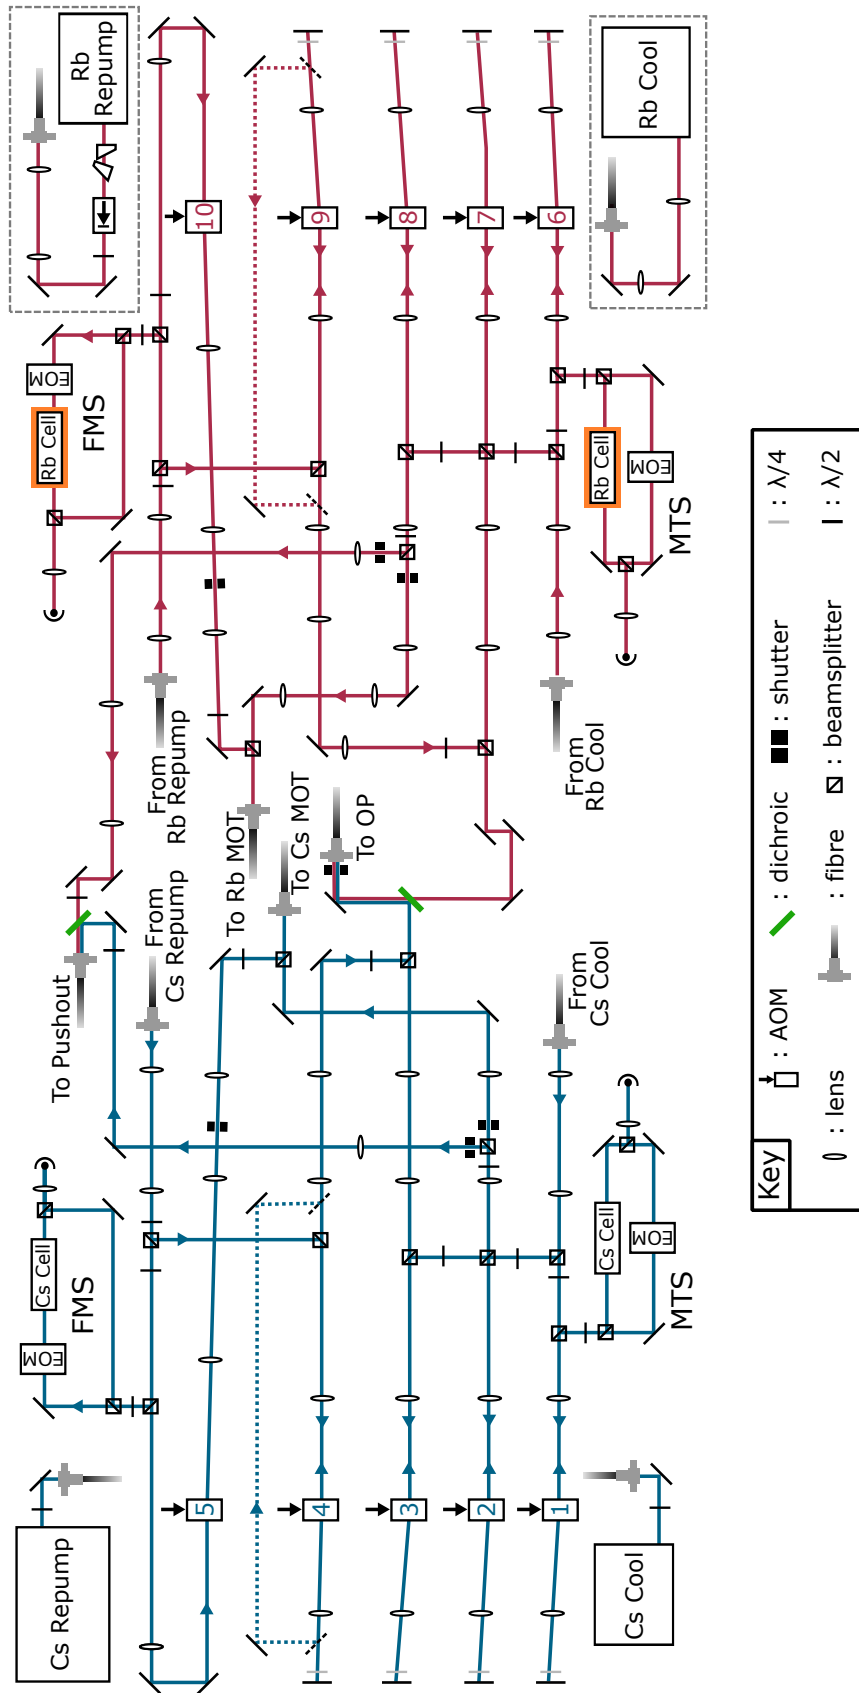 Rb
Repump
Rb Cool
10
9
8
7
6
EOM
Rb Cell
FMS
Rb Cell
EOM
MTS
From
Rb Repump
From
Rb Cool
To Rb MOT
To Cs MOT
To OP
To Pushout
From
Cs Repump
From
Cs Cool
Cs Cell
EOM
FMS
Cs Cell
EOM
MTS
5
4
3
2
1
Cs Repump
Cs Cool
Key
: AOM
: dichroic
: shutter
: λ/4
: lens
: fibre
: beamsplitter
: λ/2